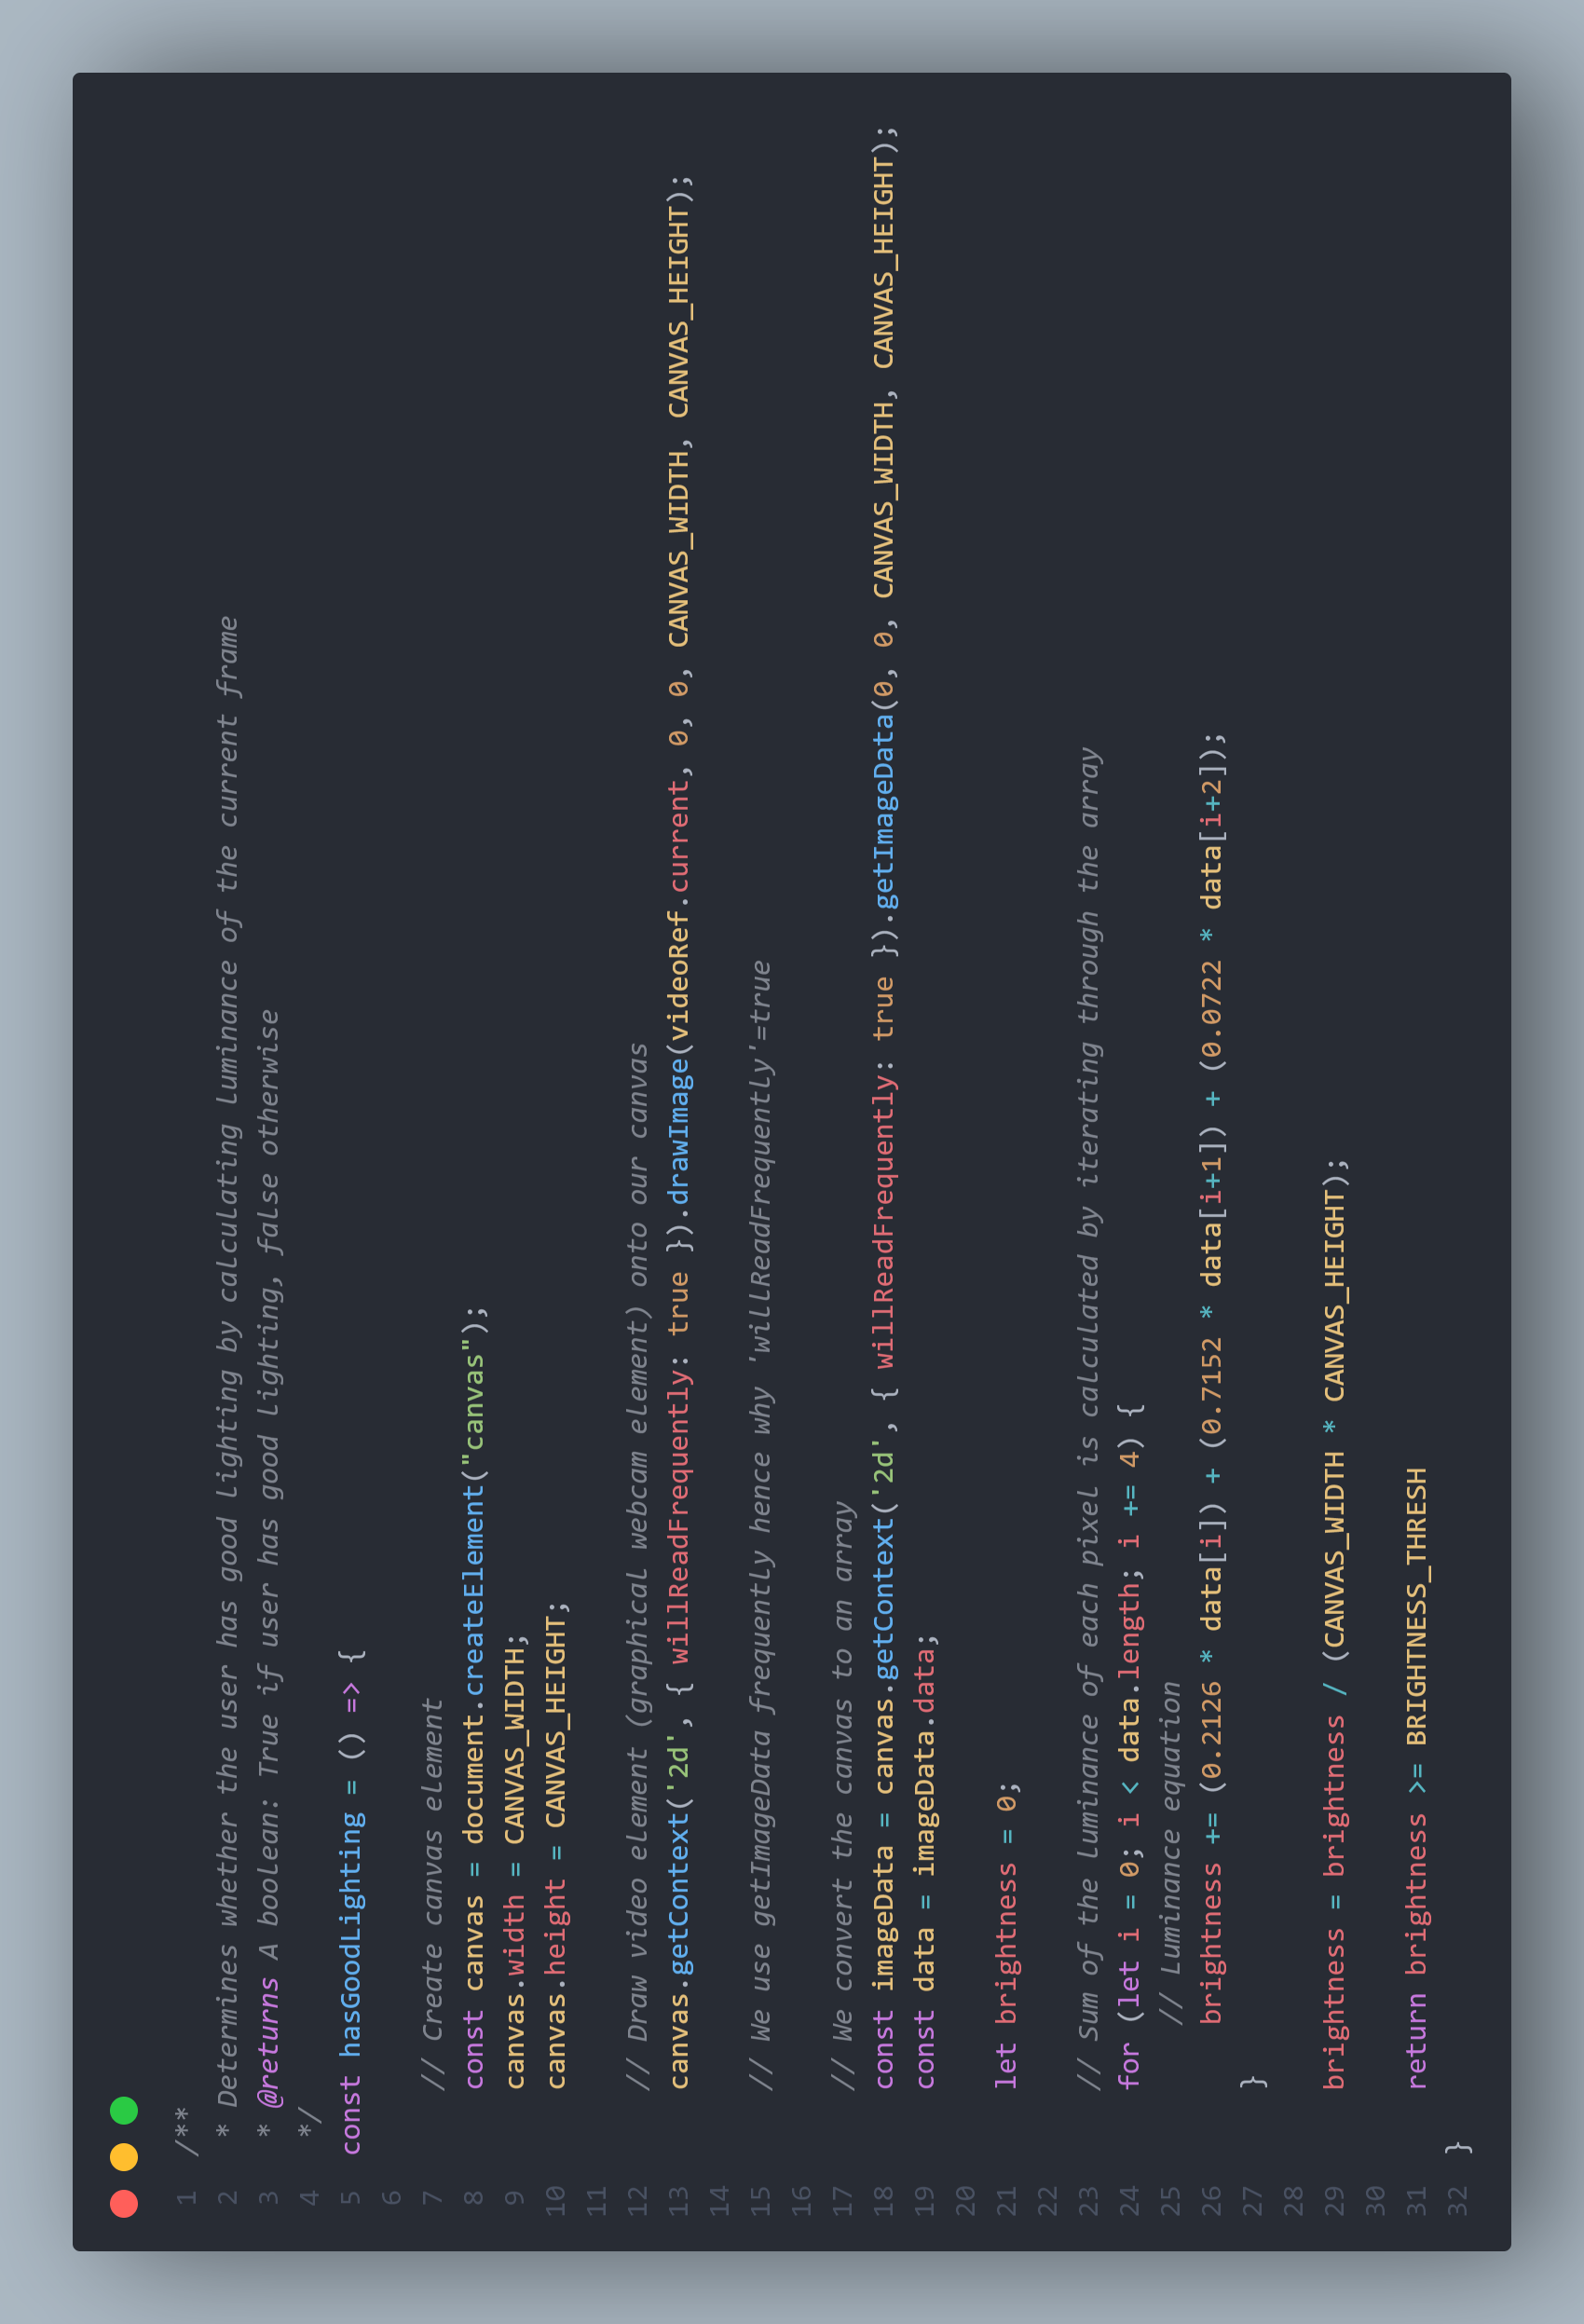 1 /**
2  * Determines whether the user has good lighting by calculating luminance of the current frame
3  * @returns A boolean: True if user has good lighting, false otherwise
4  */
5 const hasGoodLighting = () => {
6
7     // Create canvas element
8     const canvas = document.createElement("canvas");
9     canvas.width = CANVAS_WIDTH;
10     canvas.height = CANVAS_HEIGHT;
11
12     // Draw video element (graphical webcam element) onto our canvas
13     canvas.getContext('2d', { willReadFrequently: true }).drawImage(videoRef.current, 0, 0, CANVAS_WIDTH, CANVAS_HEIGHT);
14
15     // We use getImageData frequently hence why 'willReadFrequently'=true
16
17     // We convert the canvas to an array
18     const imageData = canvas.getContext('2d', { willReadFrequently: true }).getImageData(0, 0, CANVAS_WIDTH, CANVAS_HEIGHT);
19     const data = imageData.data;
20
21     let brightness = 0;
22
23     // Sum of the luminance of each pixel is calculated by iterating through the array
24     for (let i = 0; i < data.length; i += 4) {
25         // Luminance equation
26         brightness += (0.2126 * data[i]) + (0.7152 * data[i+1]) + (0.0722 * data[i+2]);
27     }
28
29     brightness = brightness / (CANVAS_WIDTH * CANVAS_HEIGHT);
30
31     return brightness >= BRIGHTNESS_THRESH
32 }